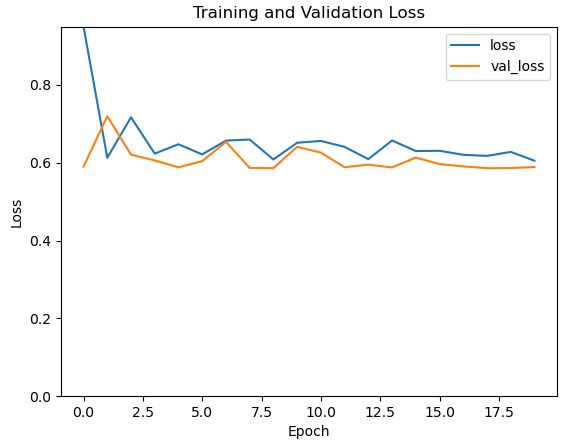 Training and Validation Loss
loss
val_loss
0.8
0.6
0.4
0.2
0.0
Loss
0.0 2.5 5.0 7.5 10.0 12.5 15.0 17.5
Epoch